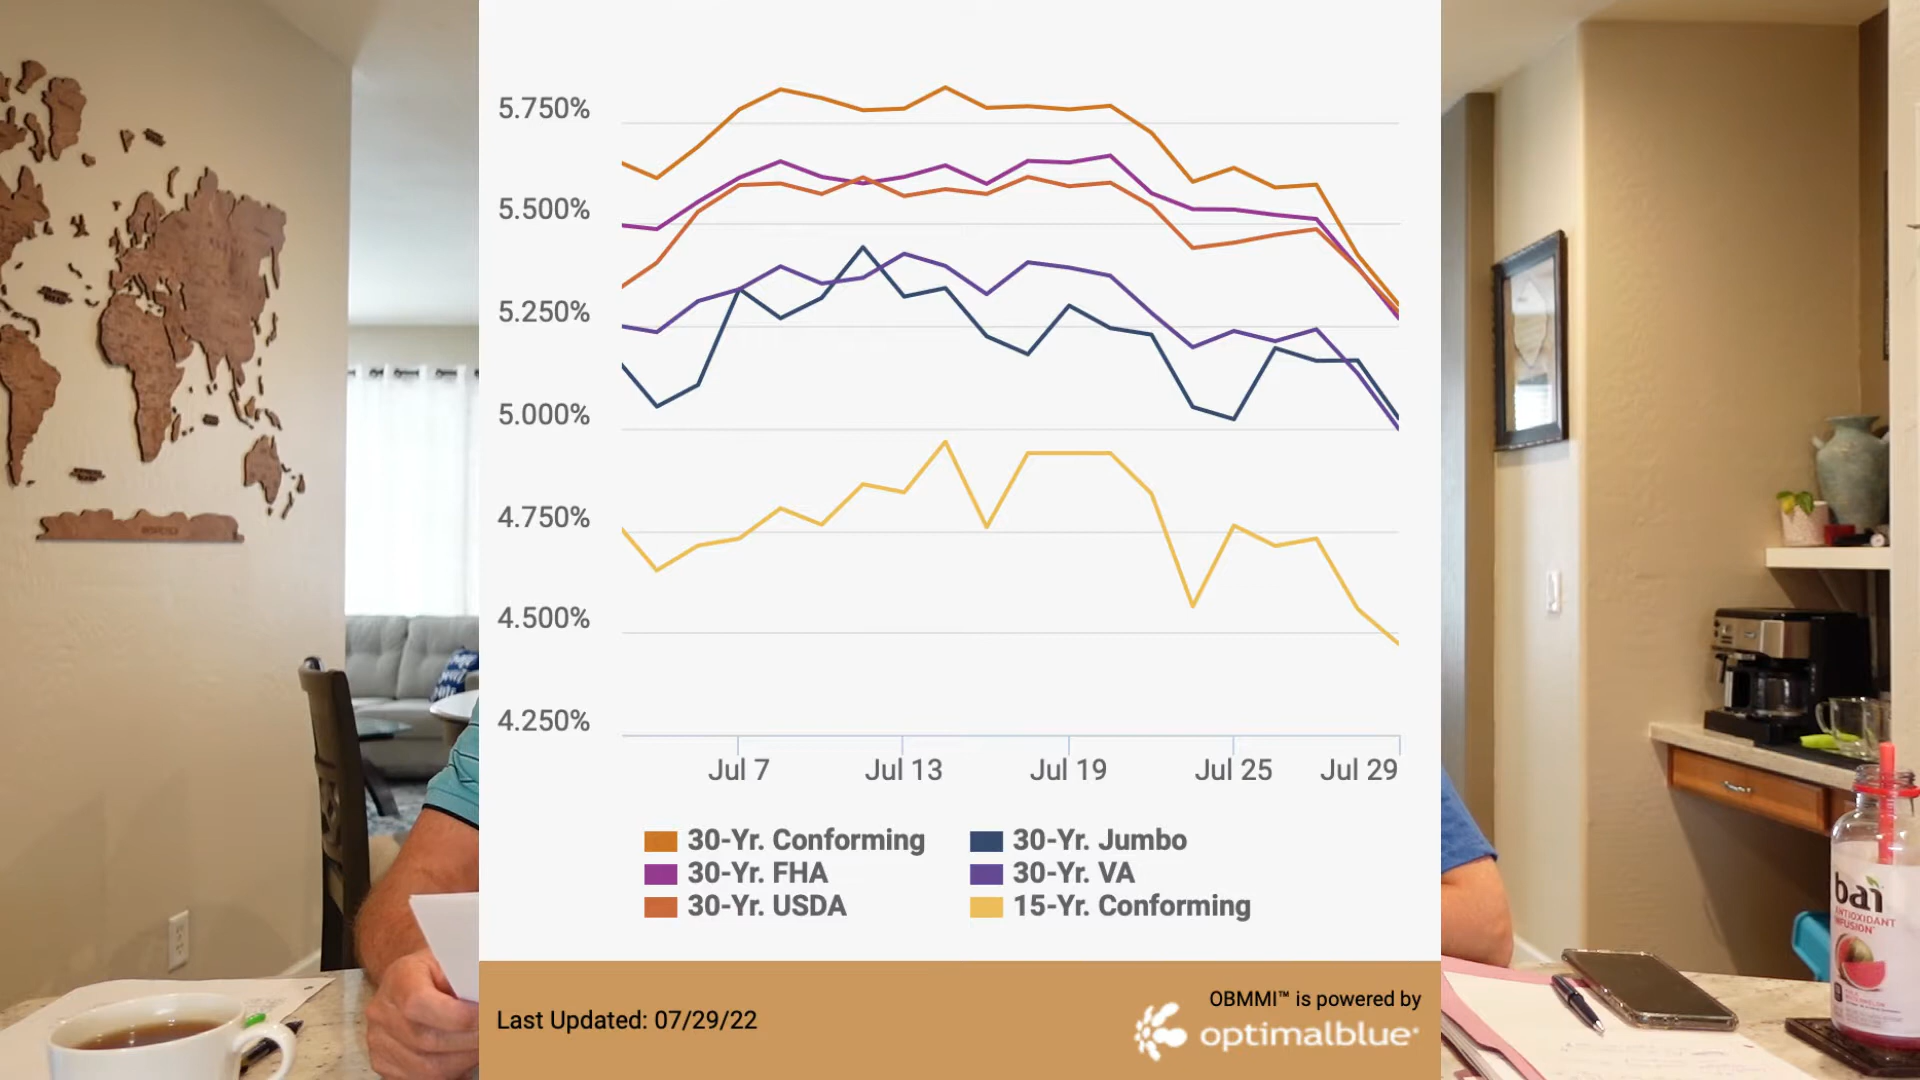 5.750%
5.500%
5.250%
5.000%
4.750%
4.500%
4.250%
Jul 7 Jul 13 Jul 19 Jul 25 Jul 29
30-Yr. Conforming 30-Yr. Jumbo
30-Yr. FHA 30-Yr. VA
30-Yr. USDA 15-Yr. Conforming
Last Updated: 07/29/22
OBMMI™ is powered by
optimalblue
bai
ANTIOXIDANT
INFUSION